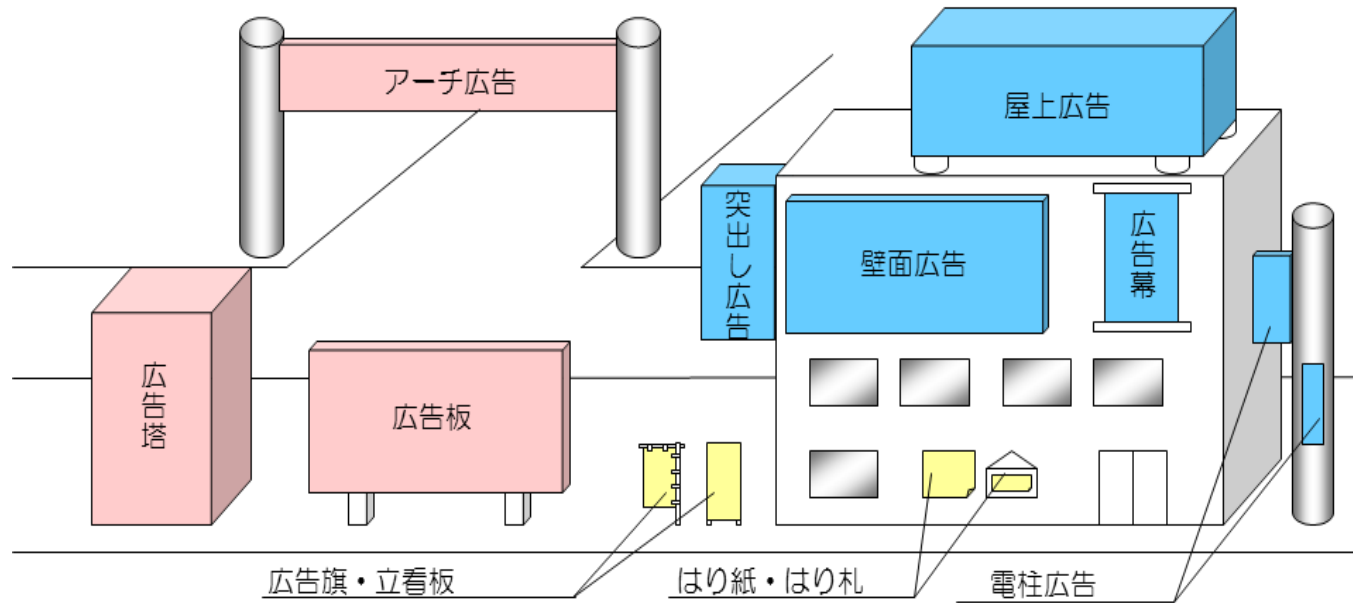 アーチ広告
屋上広告
突出し広告
壁面広告
広告幕
広告塔
広告板
広告旗・立看板
はり紙・はり札
電柱広告